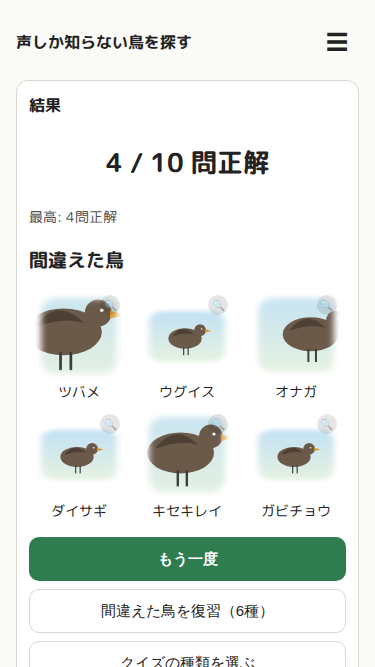 声しか知らない鳥を探す
結果
4 / 10 問正解
最高: 4問正解
間違えた鳥
ツバメ ウグイス オナガ
ダイサギ キセキレイ ガビチョウ
もう一度
間違えた鳥を復習（6種）
クイズの種類を選ぶ